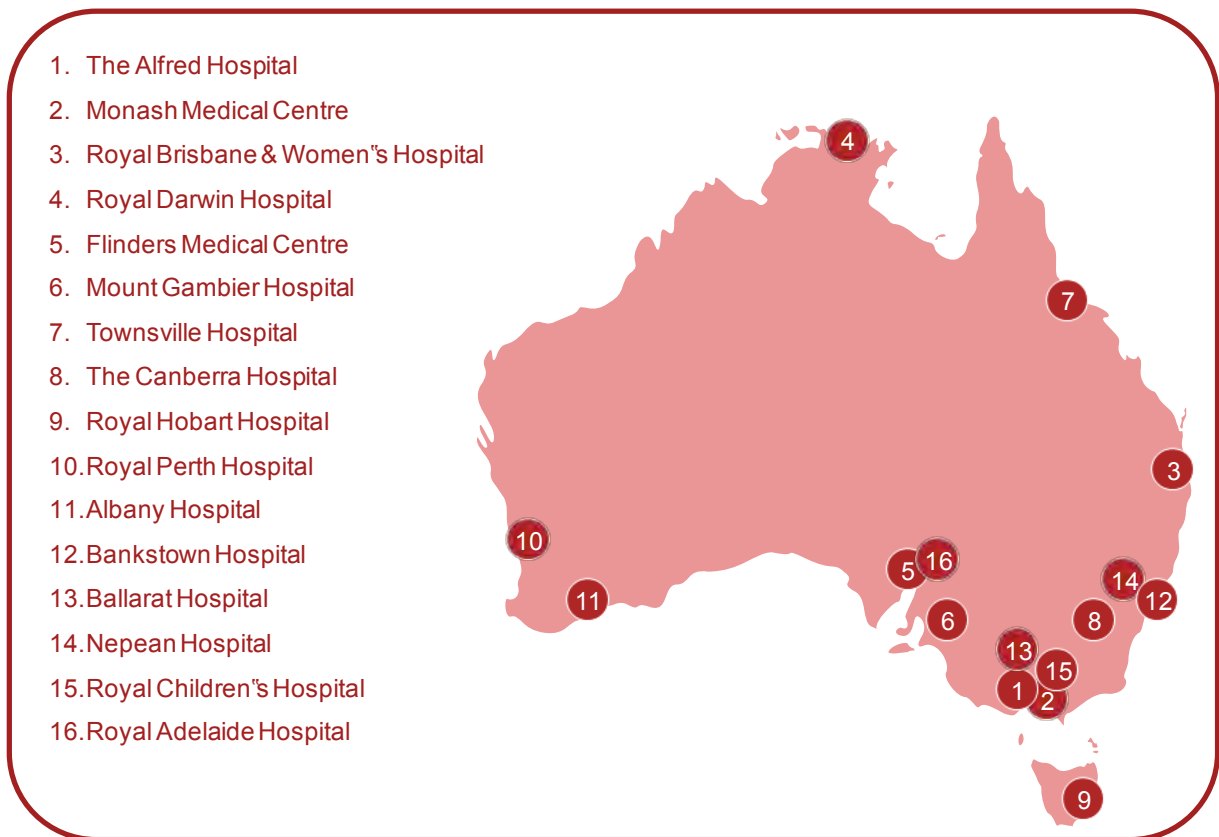 1. The Alfred Hospital
2. Monash Medical Centre
3. Royal Brisbane & Women‟s Hospital
4. Royal Darwin Hospital
5. Flinders Medical Centre
6. Mount Gambier Hospital
7. Townsville Hospital
8. The Canberra Hospital
9. Royal Hobart Hospital
10. Royal Perth Hospital
11. Albany Hospital
12. Bankstown Hospital
13. Ballarat Hospital
14. Nepean Hospital
15. Royal Children‟s Hospital
16. Royal Adelaide Hospital
4
7
3
10
16
5
14
11
12
6
8
13
15
1
2
9